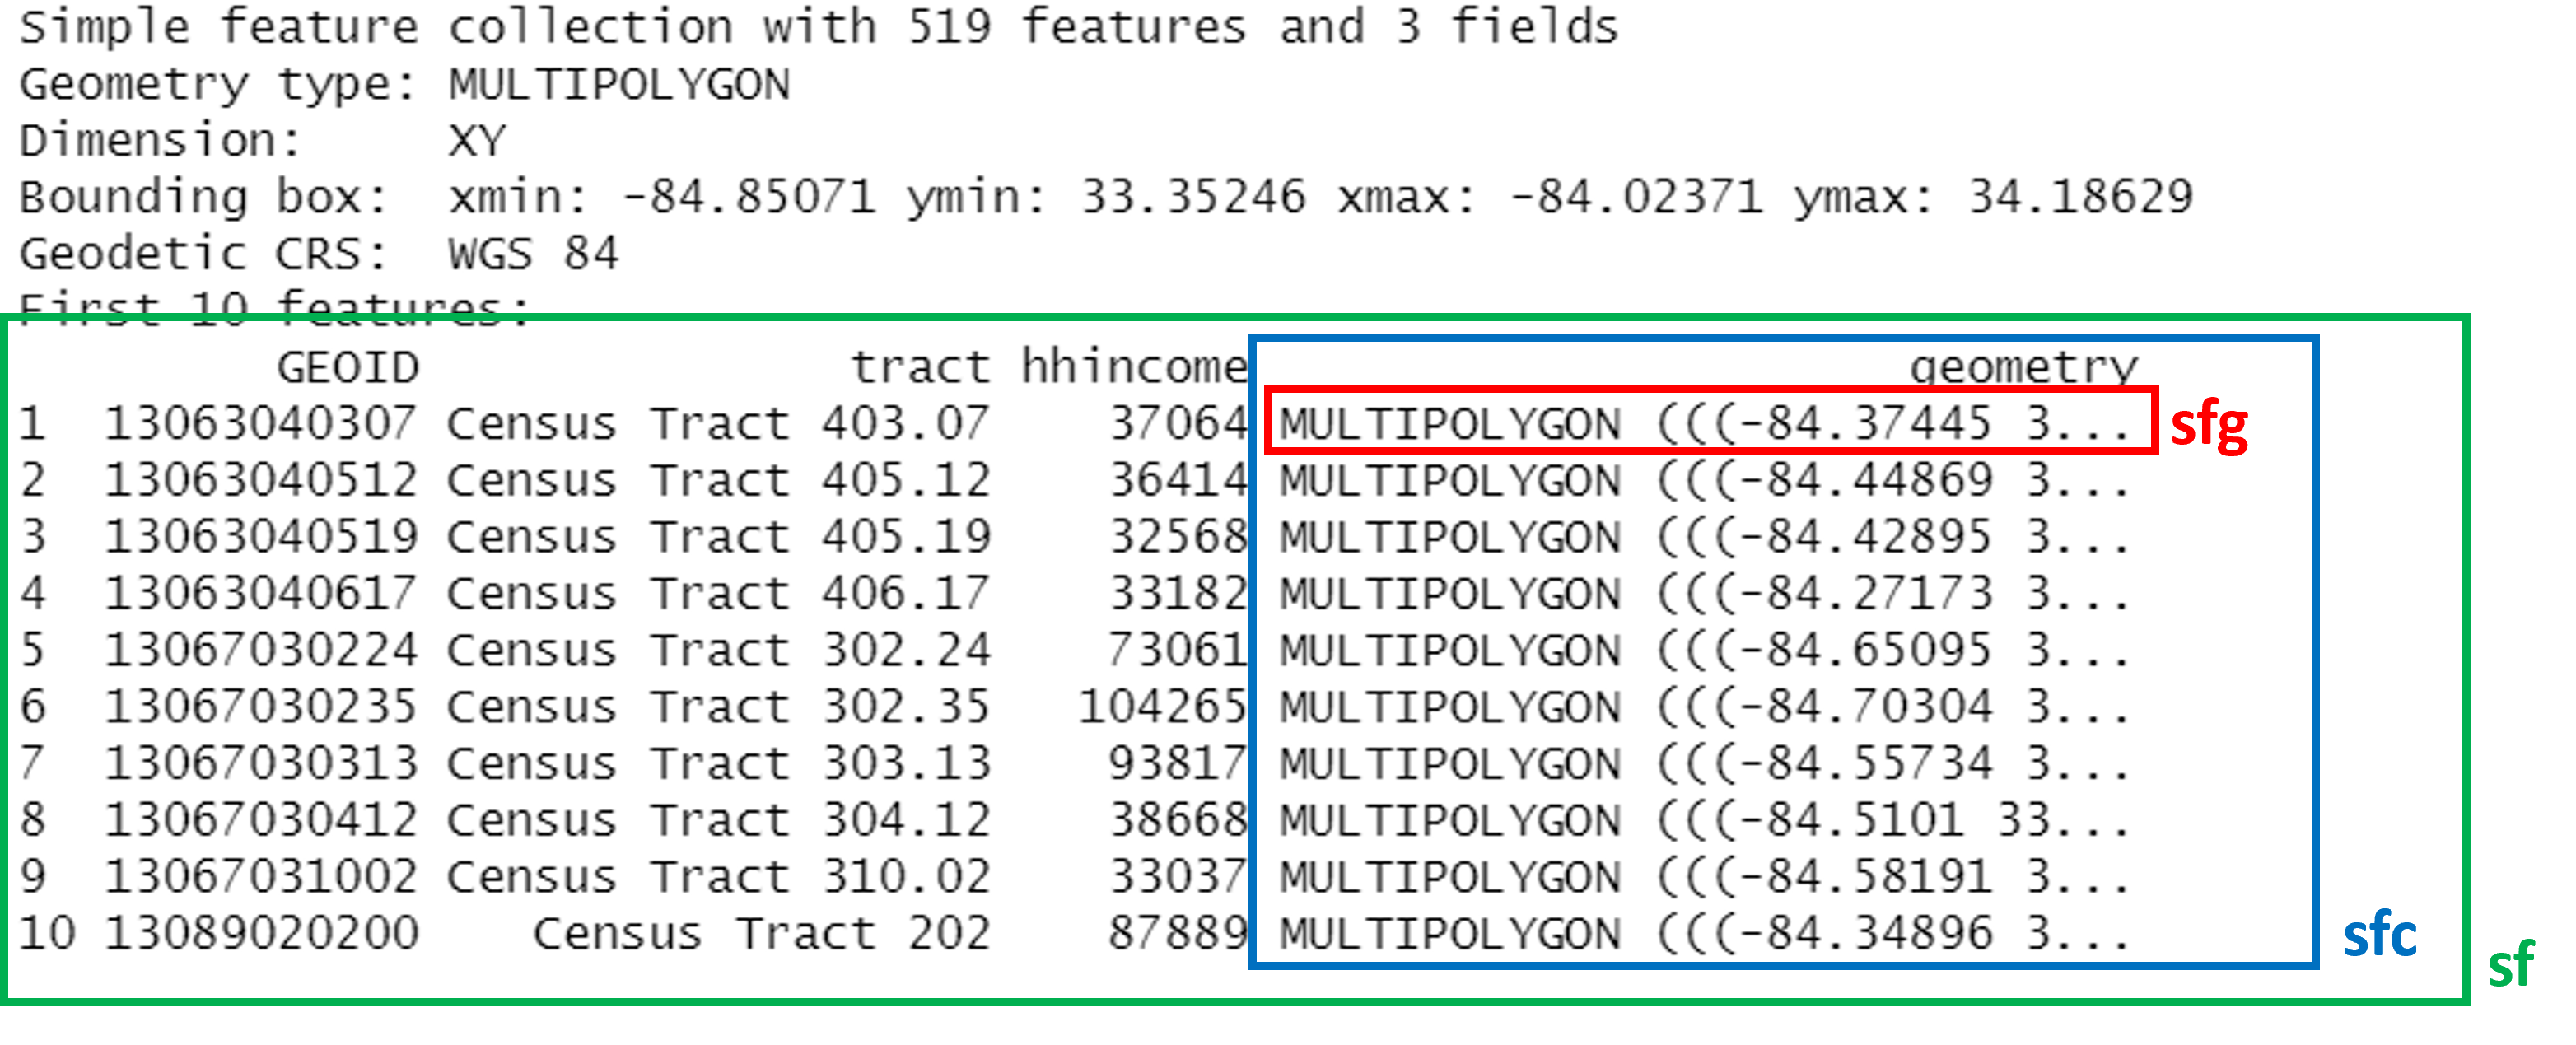 Simple feature collection with 519 features and 3 fields
Geometry type: MULTIPOLYGON
Dimension:     XY
Bounding box:  xmin: -84.85071 ymin: 33.35246 xmax: -84.02371 ymax: 34.18629
Geodetic CRS:  WGS 84
First 10 features:
GEOID tract hhincome geometry
1 13063040307 Census Tract 403.07 37064 MULTIPOLYGON (((-84.37445 3... sfg
2 13063040512 Census Tract 405.12 36414 MULTIPOLYGON (((-84.44869 3...
3 13063040519 Census Tract 405.19 32568 MULTIPOLYGON (((-84.42895 3...
4 13063040617 Census Tract 406.17 33182 MULTIPOLYGON (((-84.27173 3...
5 13067030224 Census Tract 302.24 73061 MULTIPOLYGON (((-84.65095 3...
6 13067030235 Census Tract 302.35 104265 MULTIPOLYGON (((-84.70304 3...
7 13067030313 Census Tract 303.13 93817 MULTIPOLYGON (((-84.55734 3...
8 13067030412 Census Tract 304.12 38668 MULTIPOLYGON (((-84.5101 33...
9 13067031002 Census Tract 310.02 33037 MULTIPOLYGON (((-84.58191 3...
10 13089020200 Census Tract 202 87889 MULTIPOLYGON (((-84.34896 3... sfc
sf